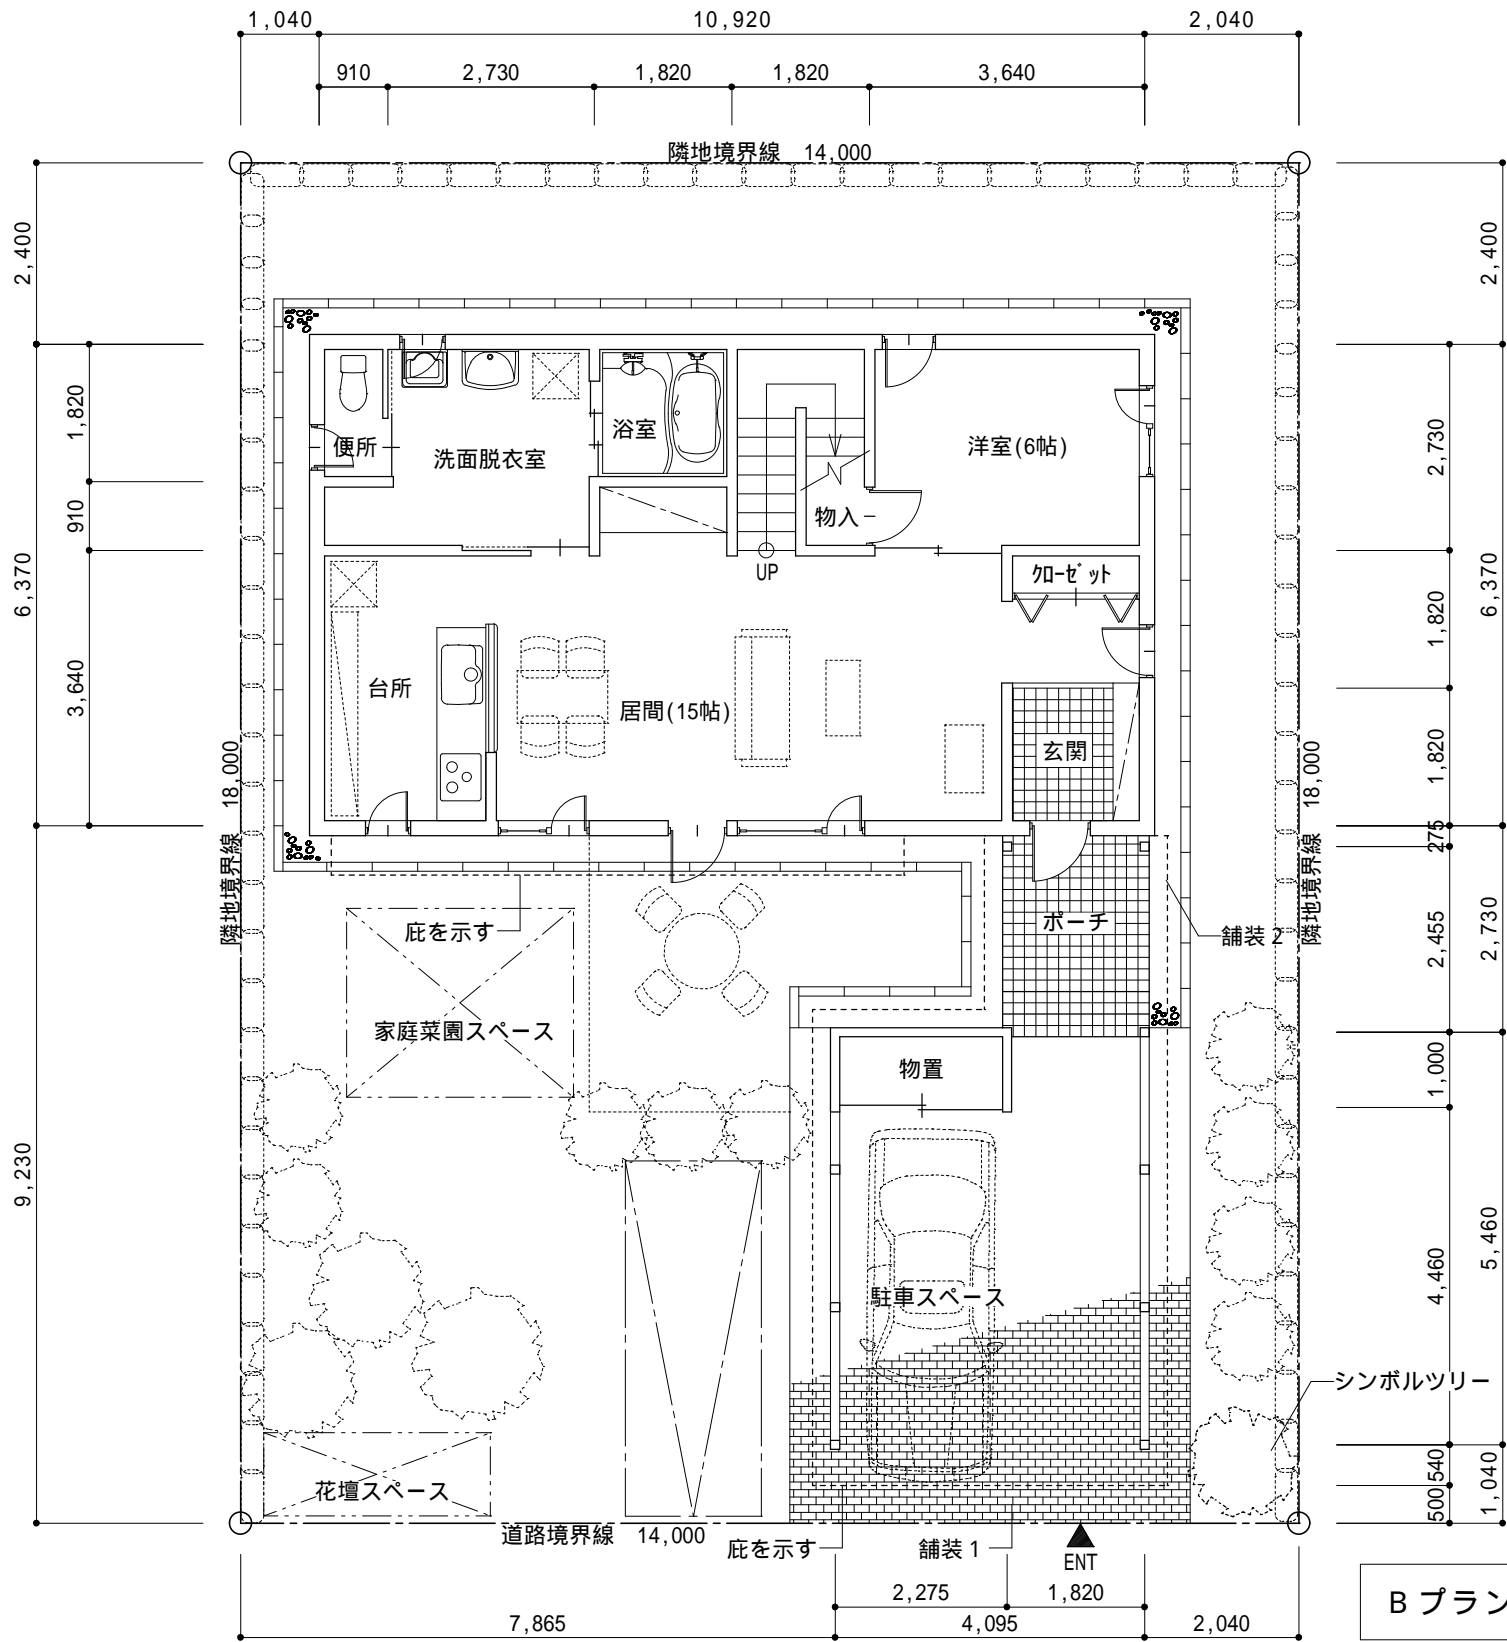 1,040 10,920 2,040
910 2,730 1,820 1,820 3,640
隣地境界線 14,000
2,400
6,370
9,230
1,820
910
3,640
2,400
6,370
2,730
5,460
1,040
2,730
1,820
1,820
275
2,455
1,000
4,460
540
500
便所
洗面脱衣室
浴室
洋室(6帖)
物入
UP
クローゼット
台所
居間(15帖)
玄関
隣地境界線 18,000
隣地境界線 18,000
庇を示す
ポーチ
舗装2
家庭菜園スペース
物置
駐車スペース
シンボルツリー
花壇スペース
道路境界線 14,000
庇を示す
舗装1
ENT
2,275 1,820
7,865 4,095 2,040
Bプラン